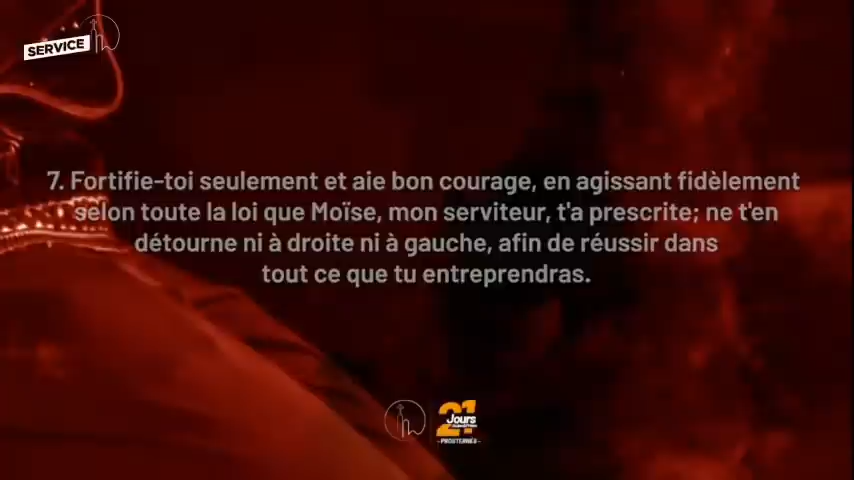 SERVICE
7. Fortifie-toi seulement et aie bon courage, en agissant fidèlement
selon toute la loi que Moïse, mon serviteur, t'a prescrite; ne t'en
détourne ni à droite ni à gauche, afin de réussir dans
tout ce que tu entreprendras.
21
Jours
- PROSTERNÉS -